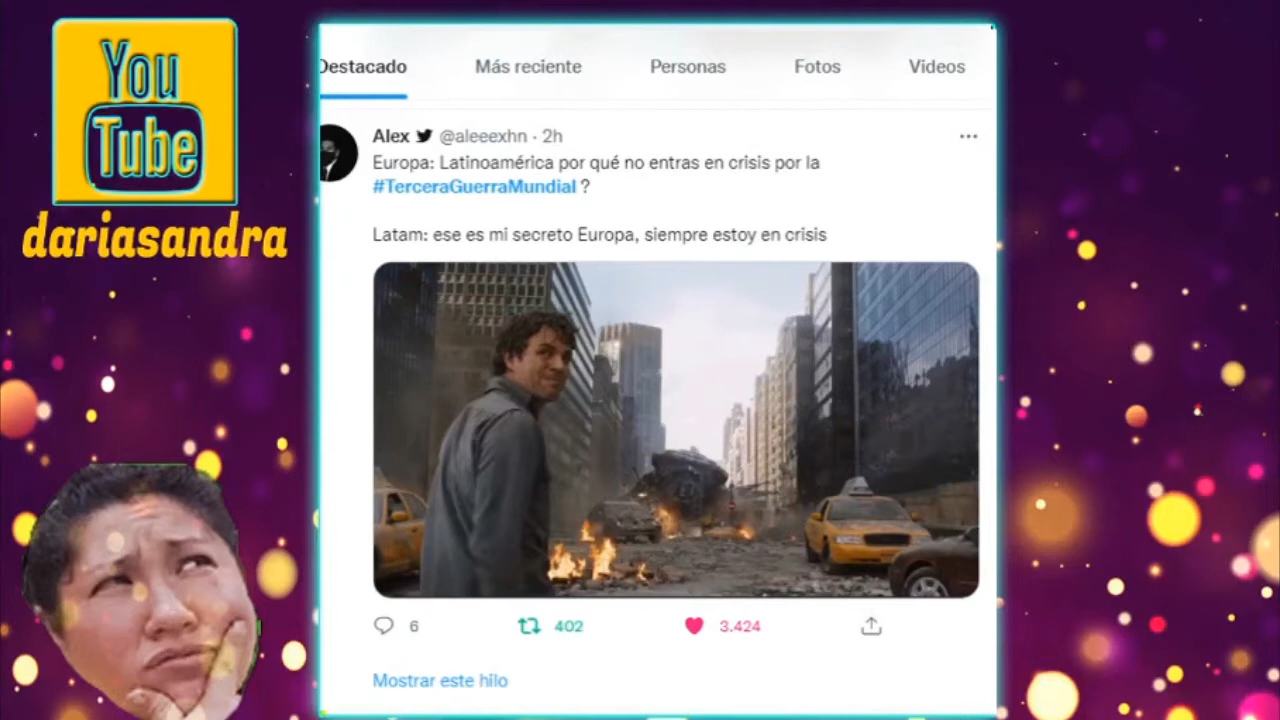 You
Tube
dariasandra
Destacado Más reciente Personas Fotos Videos
Alex @aleeexhn · 2h
Europa: Latinoamérica por qué no entras en crisis por la
#TerceraGuerraMundial ?
Latam: ese es mi secreto Europa, siempre estoy en crisis
6 402 3.424
Mostrar este hilo